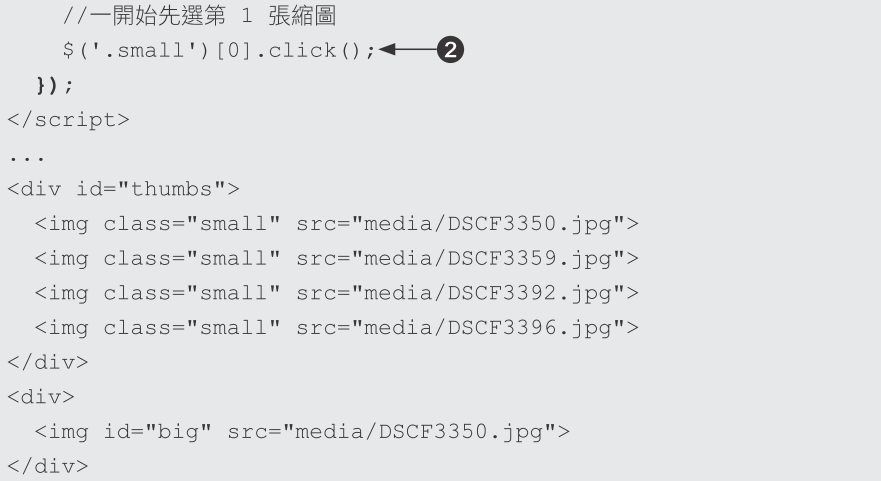 //一開始先選第 1 張縮圖
$('.small')[0].click(); ❷
});
</script>
...
<div id="thumbs">
<img class="small" src="media/DSCF3350.jpg">
<img class="small" src="media/DSCF3359.jpg">
<img class="small" src="media/DSCF3392.jpg">
<img class="small" src="media/DSCF3396.jpg">
</div>
<div>
<img id="big" src="media/DSCF3350.jpg">
</div>